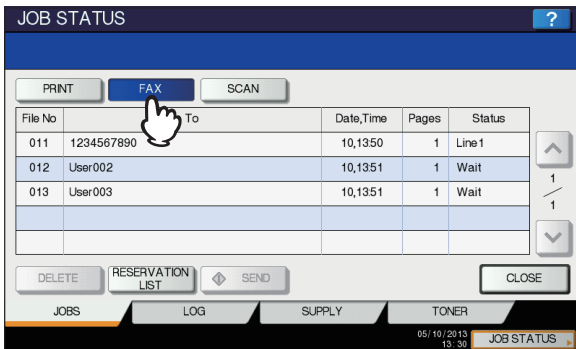 JOB STATUS ?
PRINT FAX SCAN
File No To Date,Time Pages Status
011 1234567890 10,13:50 1 Line1
012 User002 10,13:51 1 Wait
013 User003 10,13:51 1 Wait
1
1
DELETE RESERVATION LIST SEND CLOSE
JOBS LOG SUPPLY TONER
05/10/2013
13:30 JOB STATUS